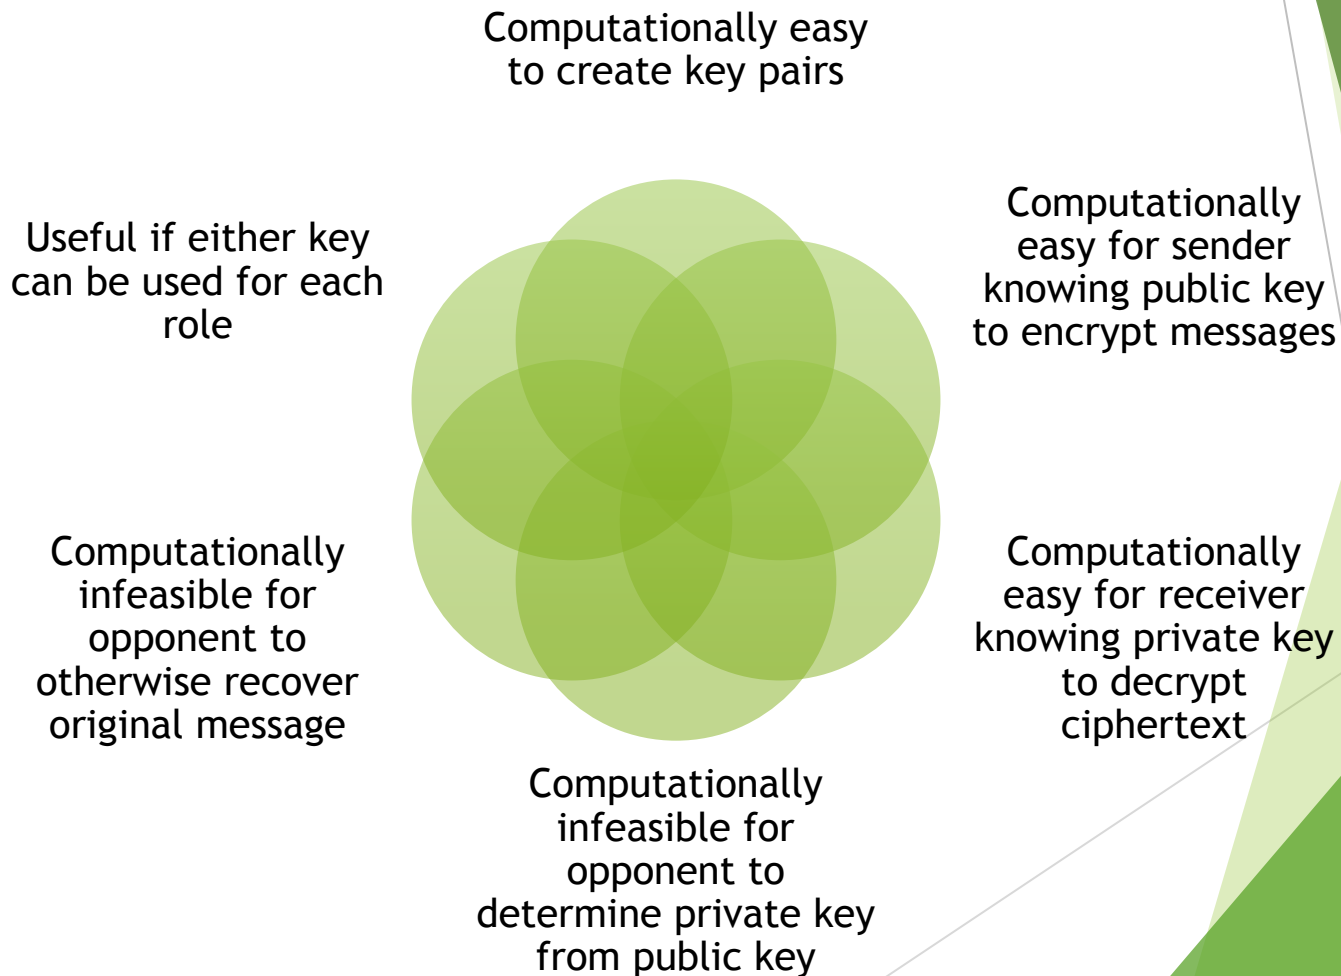 Computationally easy
to create key pairs
Computationally
easy for sender
knowing public key
to encrypt messages
Computationally
easy for receiver
knowing private key
to decrypt
ciphertext
Computationally
infeasible for
opponent to
determine private key
from public key
Computationally
infeasible for
opponent to
otherwise recover
original message
Useful if either key
can be used for each
role